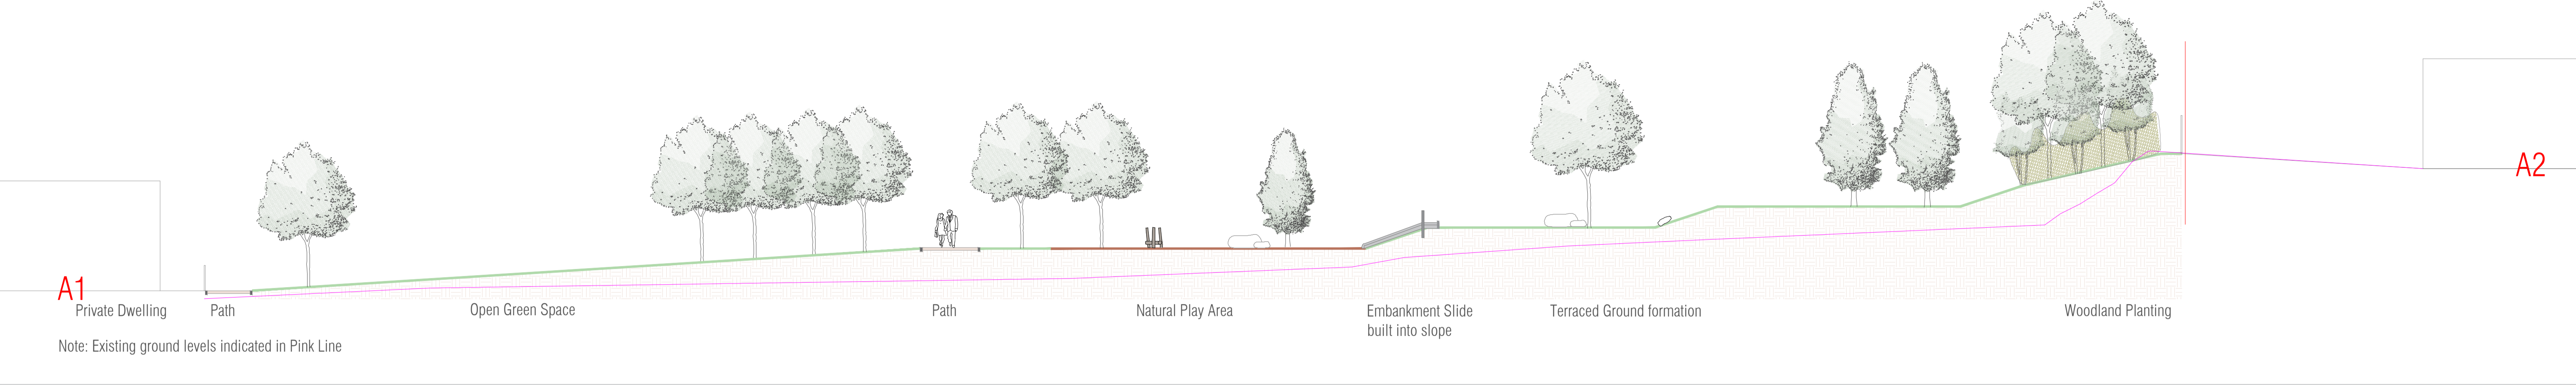 A1
A2
Private Dwelling
Path
Open Green Space
Path
Natural Play Area
Embankment Slide
built into slope
Terraced Ground formation
Woodland Planting
Note: Existing ground levels indicated in Pink Line